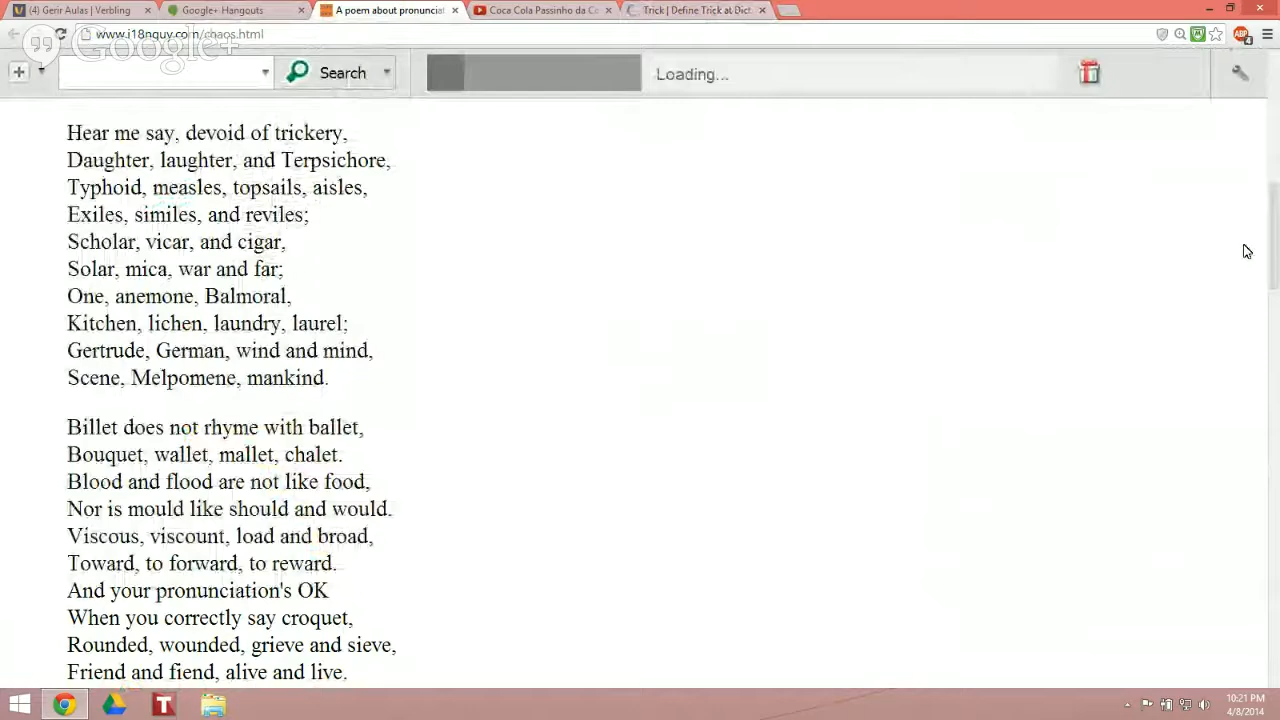 (4) Gerir Aulas | Verbling
Google+ Hangouts
A poem about pronuncia
Coca Cola Passinho da Co
Trick | Define Trick at Dict
www.i18nguy.com/chaos.html
Google+
Search
Loading...
Hear me say, devoid of trickery,
Daughter, laughter, and Terpsichore,
Typhoid, measles, topsails, aisles,
Exiles, similes, and reviles;
Scholar, vicar, and cigar,
Solar, mica, war and far;
One, anemone, Balmoral,
Kitchen, lichen, laundry, laurel;
Gertrude, German, wind and mind,
Scene, Melpomene, mankind.
Billet does not rhyme with ballet,
Bouquet, wallet, mallet, chalet.
Blood and flood are not like food,
Nor is mould like should and would.
Viscous, viscount, load and broad,
Toward, to forward, to reward.
And your pronunciation's OK
When you correctly say croquet,
Rounded, wounded, grieve and sieve,
Friend and fiend, alive and live.
10:21 PM
4/8/2014